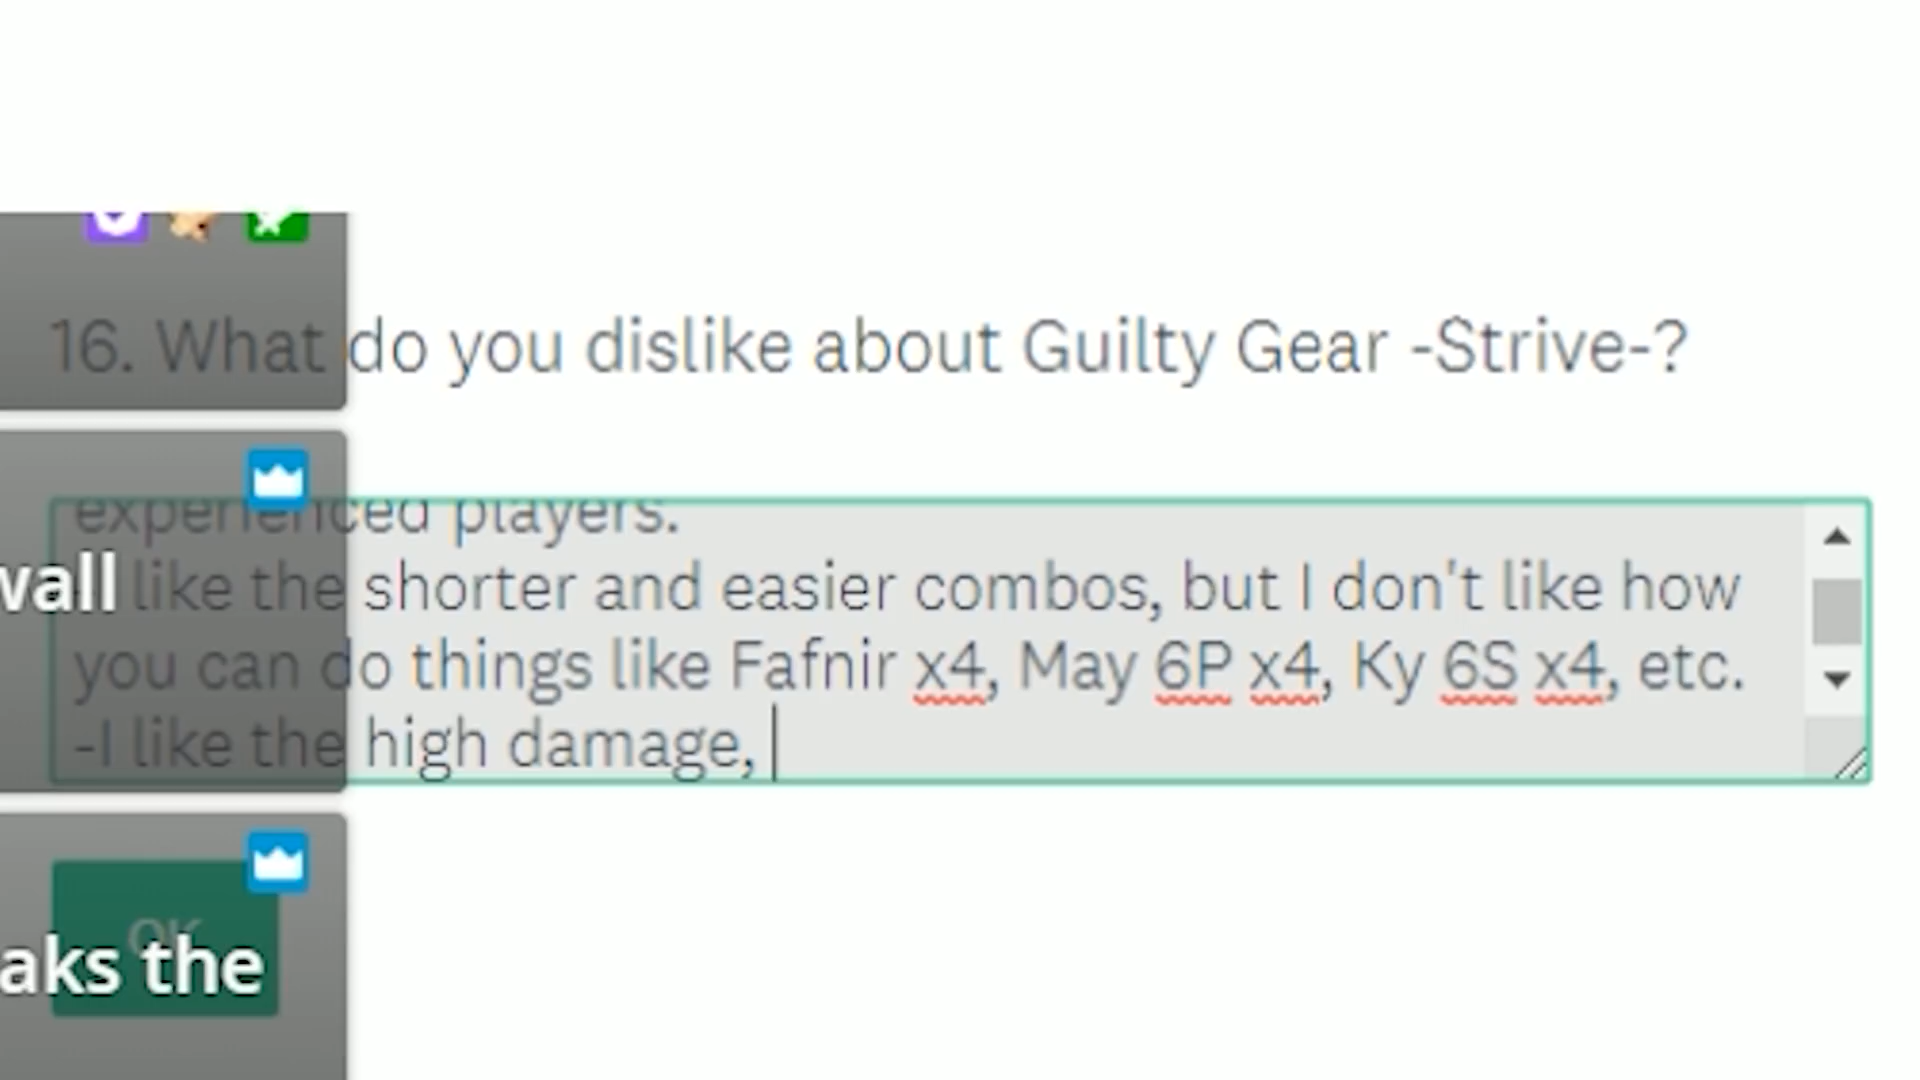 16. What do you dislike about Guilty Gear -Strive-?
experienced players.
wall
like the shorter and easier combos, but I don't like how
you can do things like Fafnir x4, May 6P x4, Ky 6S x4, etc.
-I like the high damage,
OK
aks the